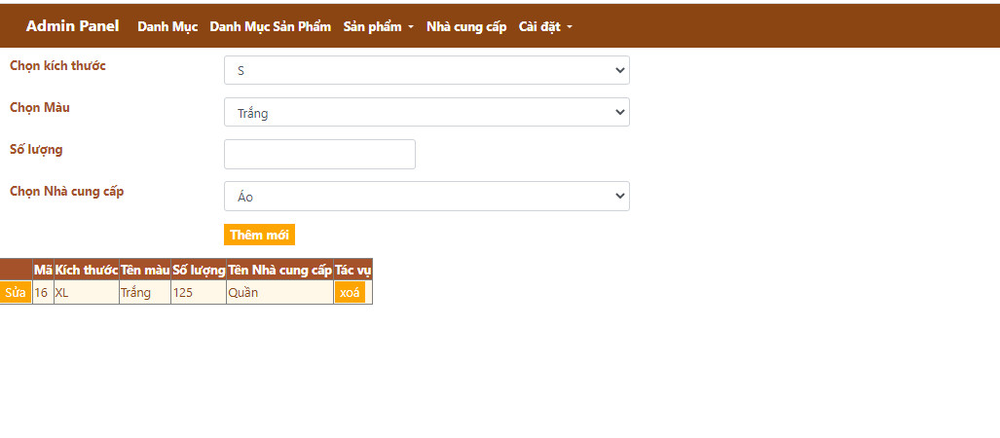 Admin Panel Danh Mục Danh Mục Sản Phẩm Sản phẩm Nhà cung cấp Cài đặt
Chọn kích thước S
Chọn Màu Trắng
Số lượng
Chọn Nhà cung cấp Áo
Thêm mới
Mã Kích thước Tên màu Số lượng Tên Nhà cung cấp Tác vụ
Sửa 16 XL Trắng 125 Quần xoá